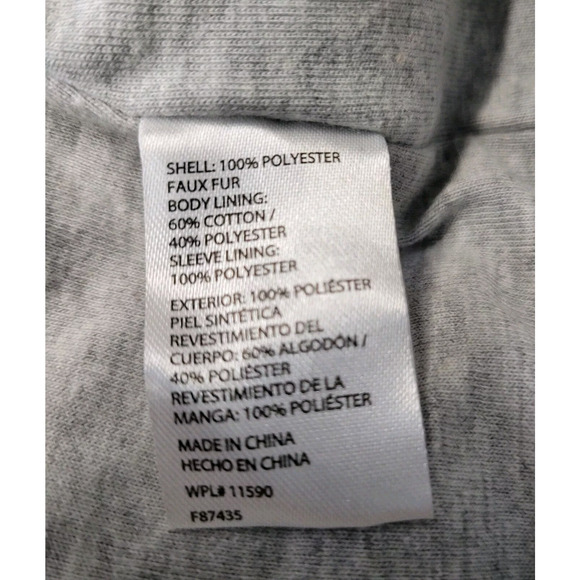 SHELL: 100% POLYESTER
FAUX FUR
BODY LINING:
60% COTTON /
40% POLYESTER
SLEEVE LINING:
100% POLYESTER
EXTERIOR: 100% POLIÉSTER
PIEL SINTÉTICA
REVESTIMIENTO DEL
CUERPO: 60% ALGODÓN /
40% POLIÉSTER
REVESTIMIENTO DE LA
MANGA: 100% POLIÉSTER
MADE IN CHINA
HECHO EN CHINA
WPL# 11590
F87435